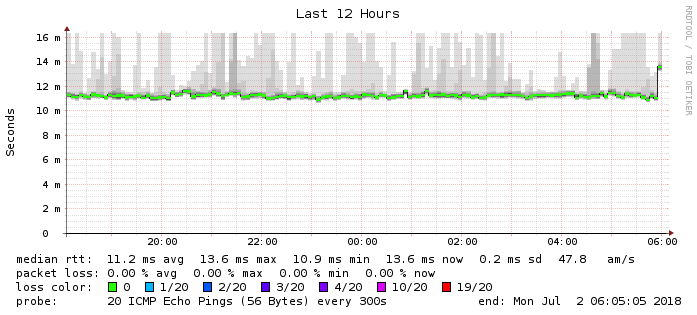 Last 12 Hours
RRDTOOL / TOBI OETIKER
Seconds
16 m
14 m
12 m
10 m
8 m
6 m
4 m
2 m
0
20:00 22:00 00:00 02:00 04:00 06:00
median rtt: 11.2 ms avg 13.6 ms max 10.9 ms min 13.6 ms now 0.2 ms sd 47.8 am/s
packet loss: 0.00 % avg 0.00 % max 0.00 % min 0.00 % now
loss color: 0 1/20 2/20 3/20 4/20 10/20 19/20
probe: 20 ICMP Echo Pings (56 Bytes) every 300s end: Mon Jul 2 06:05:05 2018